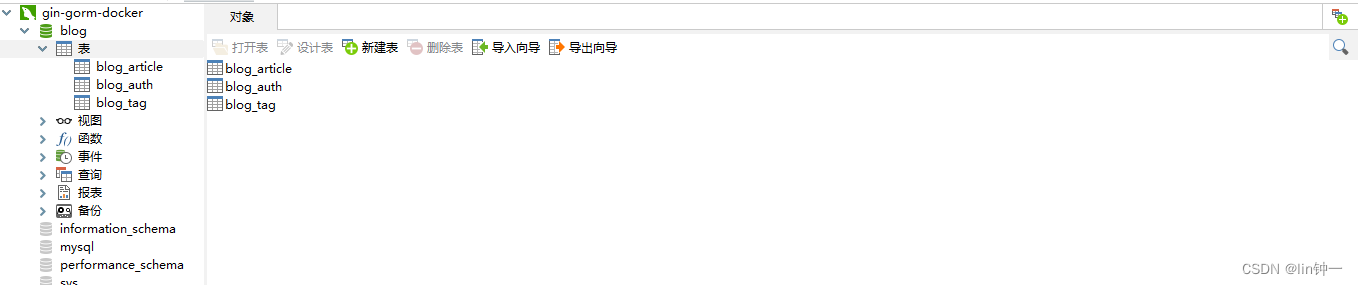 gin-gorm-docker
blog
表
blog_article
blog_auth
blog_tag
视图
函数
事件
查询
报表
备份
information_schema
mysql
performance_schema
sys
对象
打开表 设计表 新建表 删除表 导入向导 导出向导
blog_article
blog_auth
blog_tag
CSDN @lin钟一